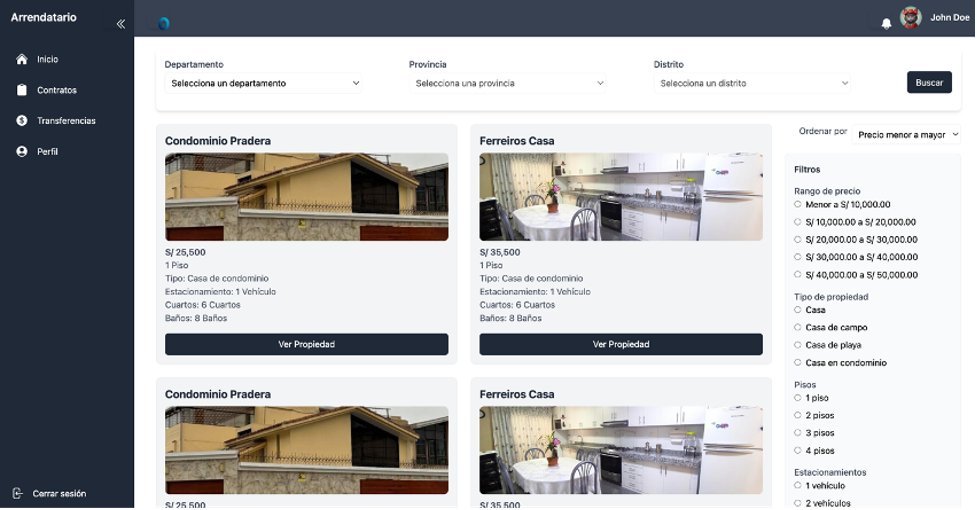 Arrendatario
John Doe
Inicio
Contratos
Transferencias
Perfil
Cerrar sesión
Departamento
Selecciona un departamento
Provincia
Selecciona una provincia
Distrito
Selecciona un distrito
Buscar
Condominio Pradera
S/ 25,500
1 Piso
Tipo: Casa de condominio
Estacionamiento: 1 Vehículo
Cuartos: 6 Cuartos
Baños: 8 Baños
Ver Propiedad
Ferreiros Casa
S/ 35,500
1 Piso
Tipo: Casa de condominio
Estacionamiento: 1 Vehículo
Cuartos: 6 Cuartos
Baños: 8 Baños
Ver Propiedad
Condominio Pradera
S/ 25,500
Ferreiros Casa
S/ 35,500
Ordenar por
Precio menor a mayor
Filtros
Rango de precio
Menor a S/ 10,000.00
S/ 10,000.00 a S/ 20,000.00
S/ 20,000.00 a S/ 30,000.00
S/ 30,000.00 a S/ 40,000.00
S/ 40,000.00 a S/ 50,000.00
Tipo de propiedad
Casa
Casa de campo
Casa de playa
Casa en condominio
Pisos
1 piso
2 pisos
3 pisos
4 pisos
Estacionamientos
1 vehículo
2 vehículos